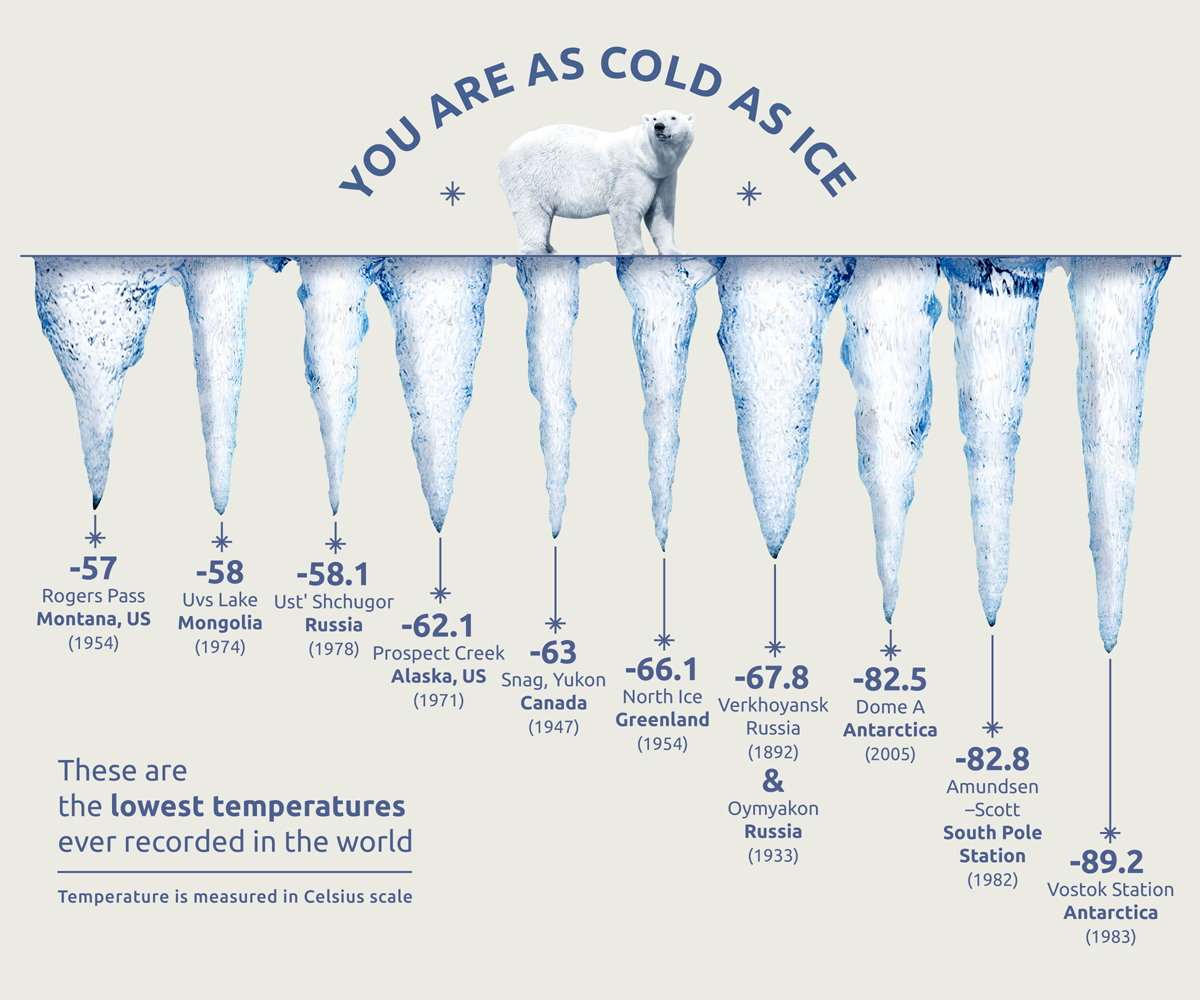 YOU ARE AS COLD AS ICE
-57
Rogers Pass
Montana, US
(1954)
-58
Uvs Lake
Mongolia
(1974)
-58.1
Ust' Shchugor
Russia
(1978)
-62.1
Prospect Creek
Alaska, US
(1971)
-63
Snag, Yukon
Canada
(1947)
-66.1
North Ice
Greenland
(1954)
-67.8
Verkhoyansk
Russia
(1892)
&
Oymyakon
Russia
(1933)
-82.5
Dome A
Antarctica
(2005)
-82.8
Amundsen
–Scott
South Pole
Station
(1982)
-89.2
Vostok Station
Antarctica
(1983)
These are
the lowest temperatures
ever recorded in the world
Temperature is measured in Celsius scale